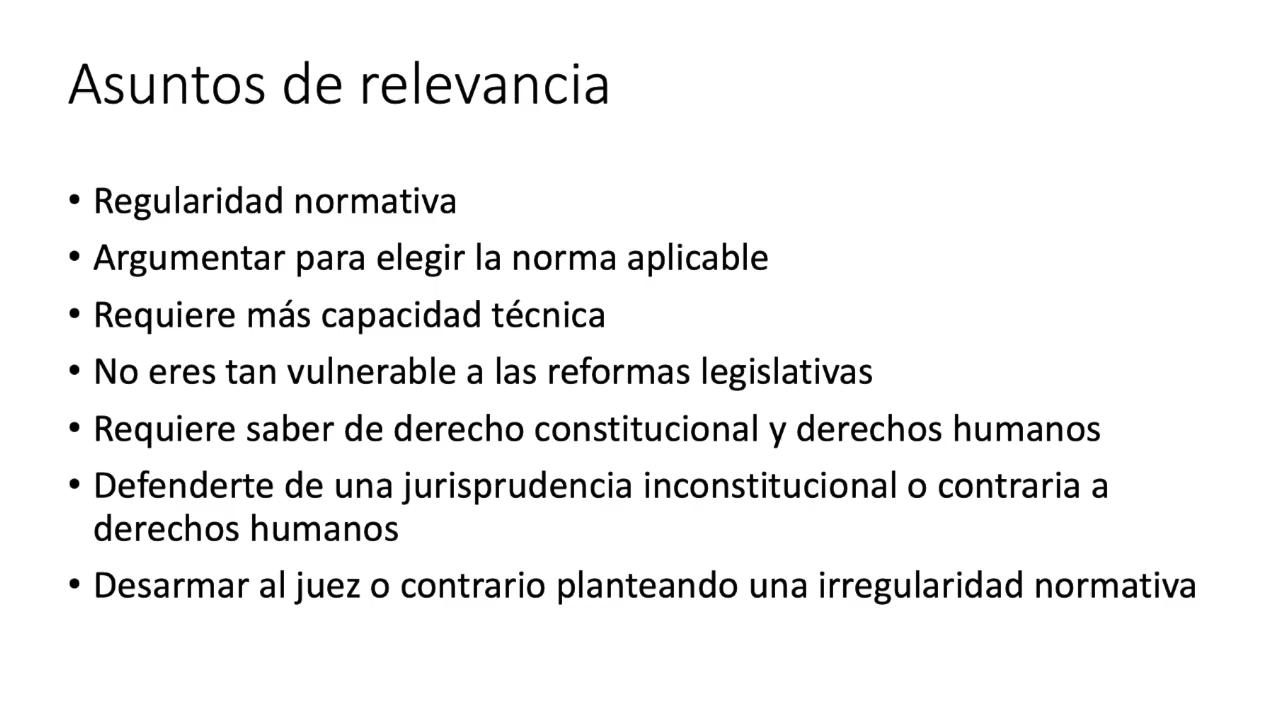 Asuntos de relevancia
• Regularidad normativa
• Argumentar para elegir la norma aplicable
• Requiere más capacidad técnica
• No eres tan vulnerable a las reformas legislativas
• Requiere saber de derecho constitucional y derechos humanos
• Defenderte de una jurisprudencia inconstitucional o contraria a
derechos humanos
• Desarmar al juez o contrario planteando una irregularidad normativa